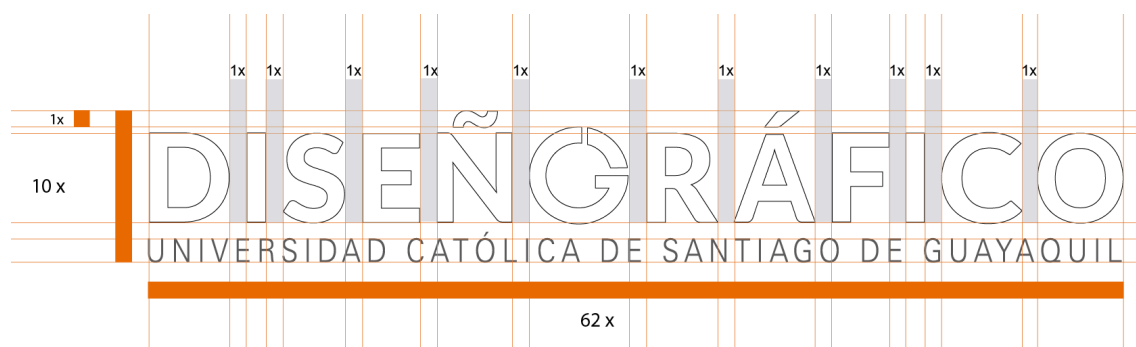 1x 1x 1x 1x 1x 1x 1x 1x 1x 1x 1x
1x
DISEÑGRÁFICO
10 x
UNIVERSIDAD CATÓLICA DE SANTIAGO DE GUAYAQUIL
62 x